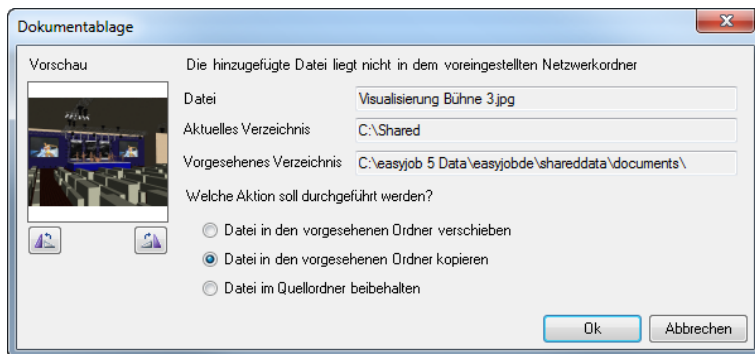 Dokumentablage
Vorschau
Die hinzugefügte Datei liegt nicht in dem voreingestellten Netzwerkordner
Datei
Visualisierung Bühne 3.jpg
Aktuelles Verzeichnis
C:\Shared
Vorgesehenes Verzeichnis
C:\easyjob 5 Data\easyjobde\shareddata\documents\
Welche Aktion soll durchgeführt werden?
Datei in den vorgesehenen Ordner verschieben
Datei in den vorgesehenen Ordner kopieren
Datei im Quellordner beibehalten
Ok
Abbrechen